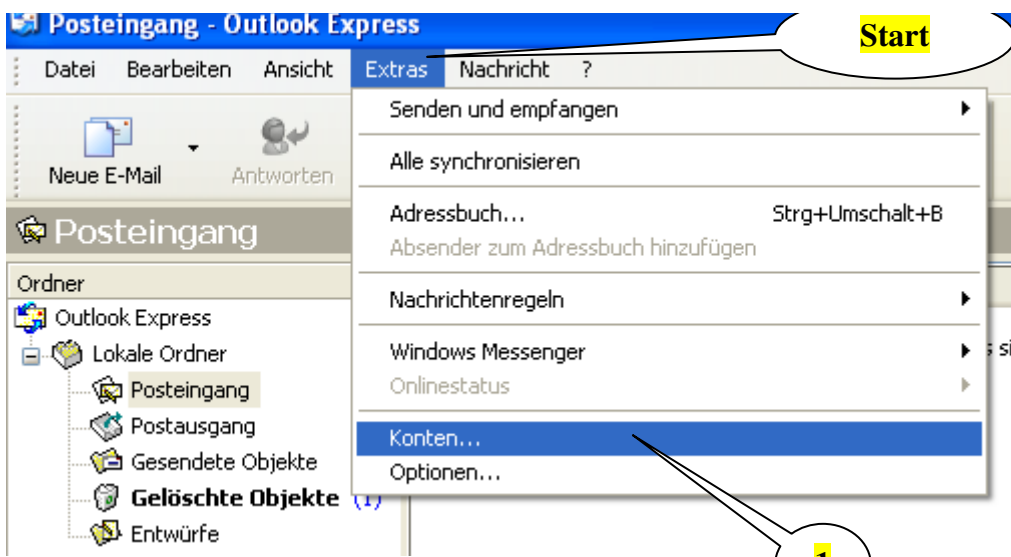 Posteingang - Outlook Express
Start
Datei Bearbeiten Ansicht Extras Nachricht ?
Neue E-Mail Antworten
Posteingang
Senden und empfangen
Alle synchronisieren
Adressbuch... Strg+Umschalt+B
Absender zum Adressbuch hinzufügen
Nachrichtenregeln
Windows Messenger
Onlinestatus
Konten...
Optionen...
Ordner
Outlook Express
Lokale Ordner
Posteingang
Postausgang
Gesendete Objekte
Gelöschte Objekte (1)
Entwürfe
1